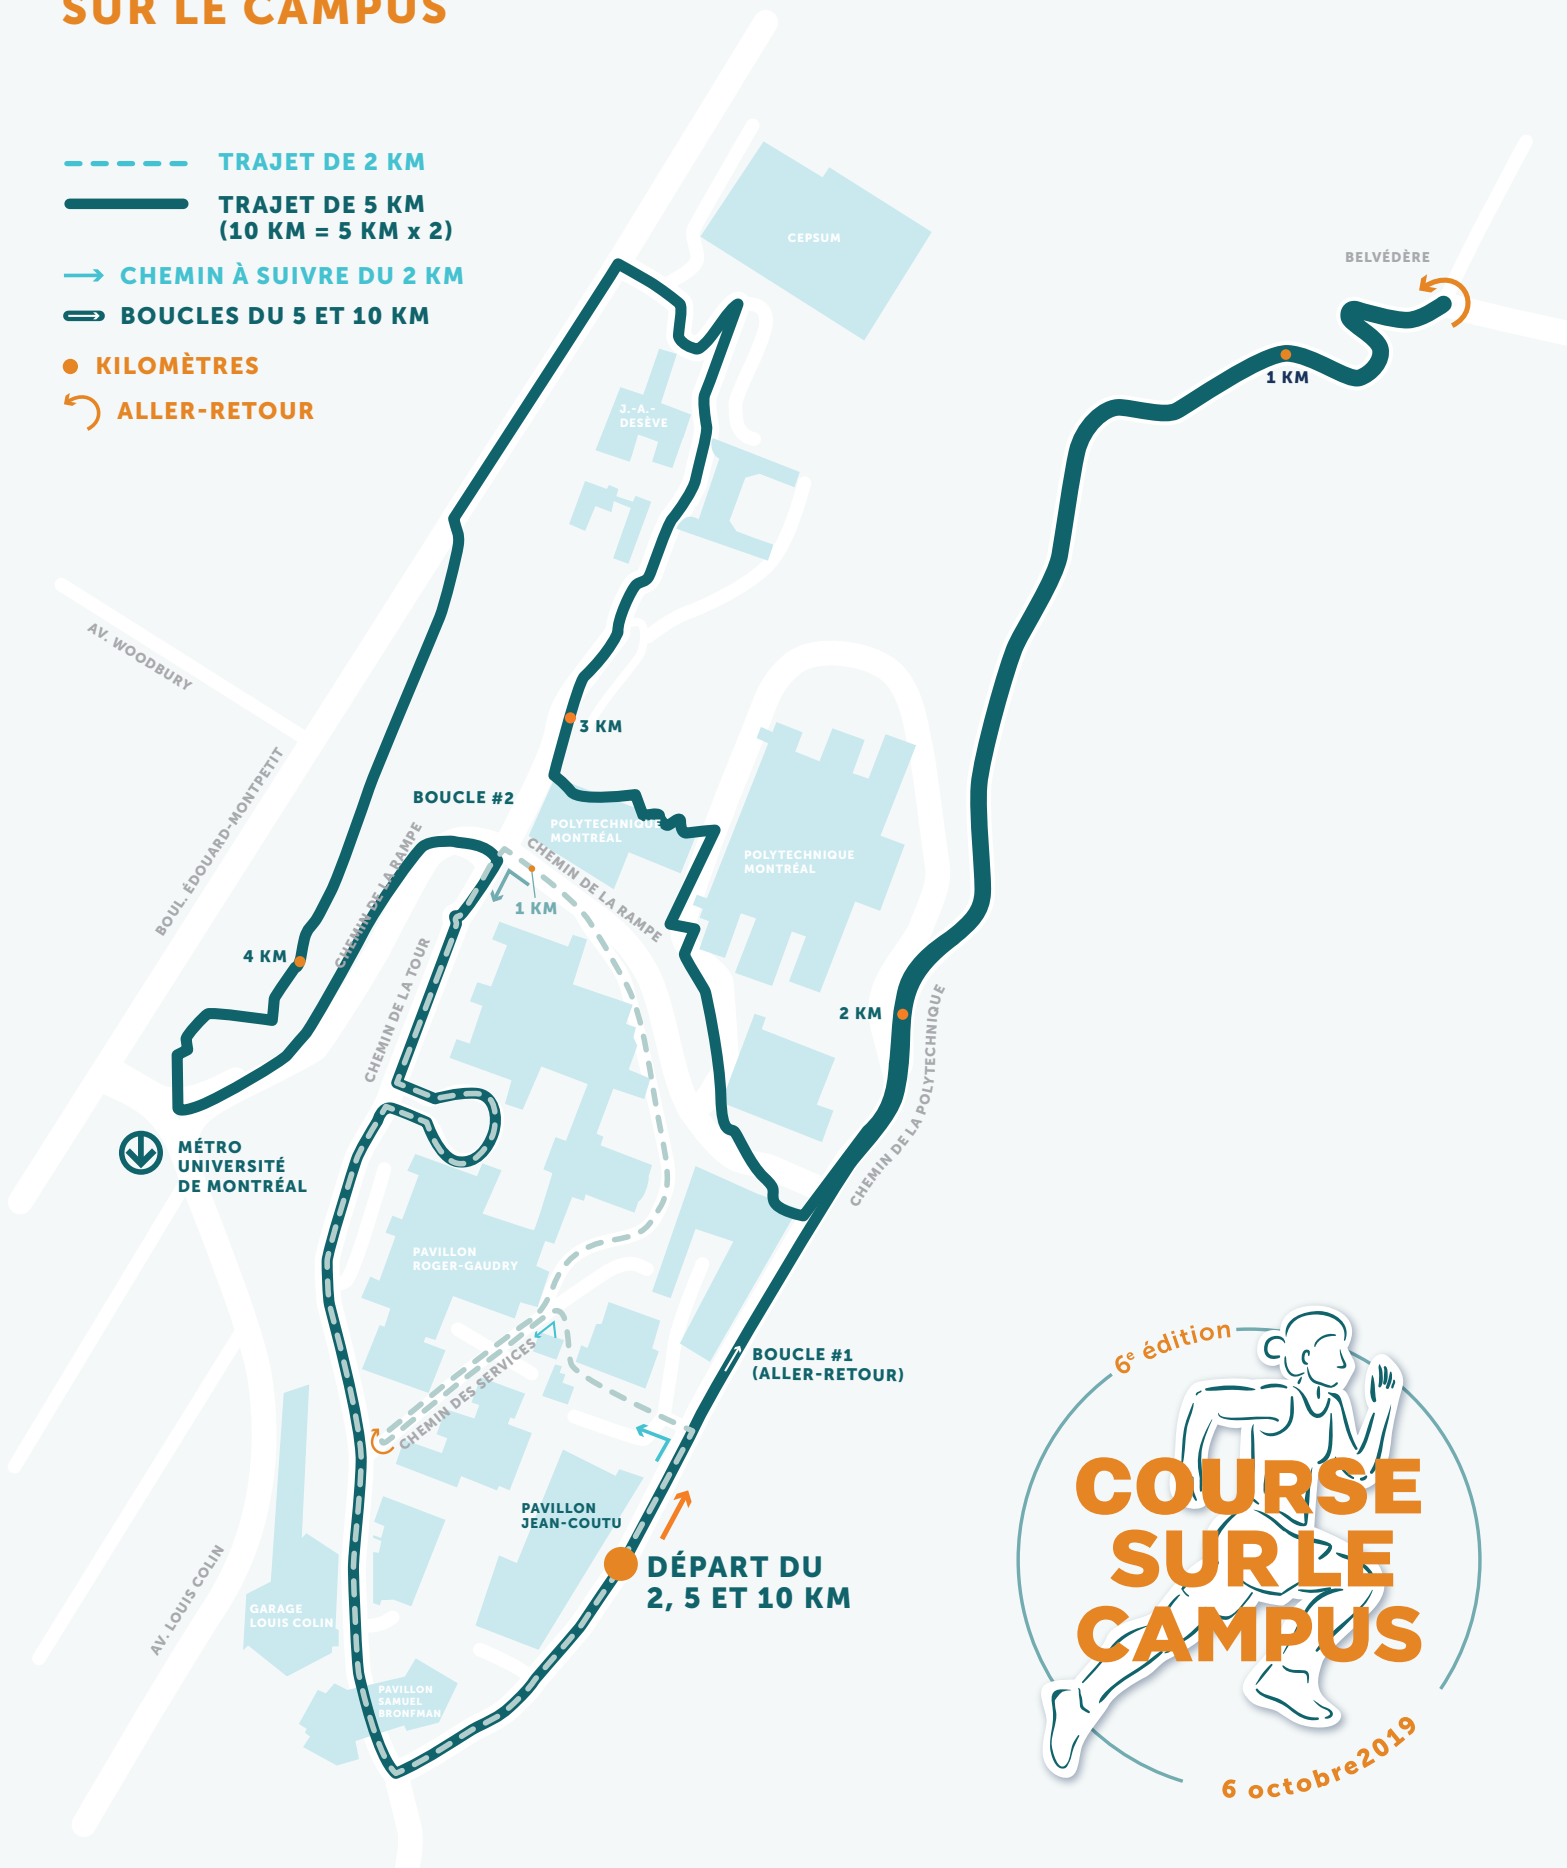 SUR LE CAMPUS
TRAJET DE 2 KM
TRAJET DE 5 KM
(10 KM = 5 KM x 2)
CHEMIN À SUIVRE DU 2 KM
BOUCLES DU 5 ET 10 KM
KILOMÈTRES
ALLER-RETOUR
CEPSUM
BELVÉDÈRE
1 KM
J.-A.-
DESÈVE
AV. WOODBURY
3 KM
BOUL. ÉDOUARD-MONTPETIT
BOUCLE #2
POLYTECHNIQUE
MONTRÉAL
CHEMIN DE LA RAMPE
CHEMIN DE LA RAMPE
POLYTECHNIQUE
MONTRÉAL
1 KM
4 KM
CHEMIN DE LA TOUR
2 KM
CHEMIN DE LA POLYTECHNIQUE
MÉTRO
UNIVERSITÉ
DE MONTRÉAL
PAVILLON
ROGER-GAUDRY
CHEMIN DES SERVICES
BOUCLE #1
(ALLER-RETOUR)
PAVILLON
JEAN-COUTU
DÉPART DU
2, 5 ET 10 KM
AV. LOUIS COLIN
GARAGE
LOUIS COLIN
PAVILLON
SAMUEL
BRONFMAN
6e édition
COURSE
SUR LE
CAMPUS
6 octobre2019